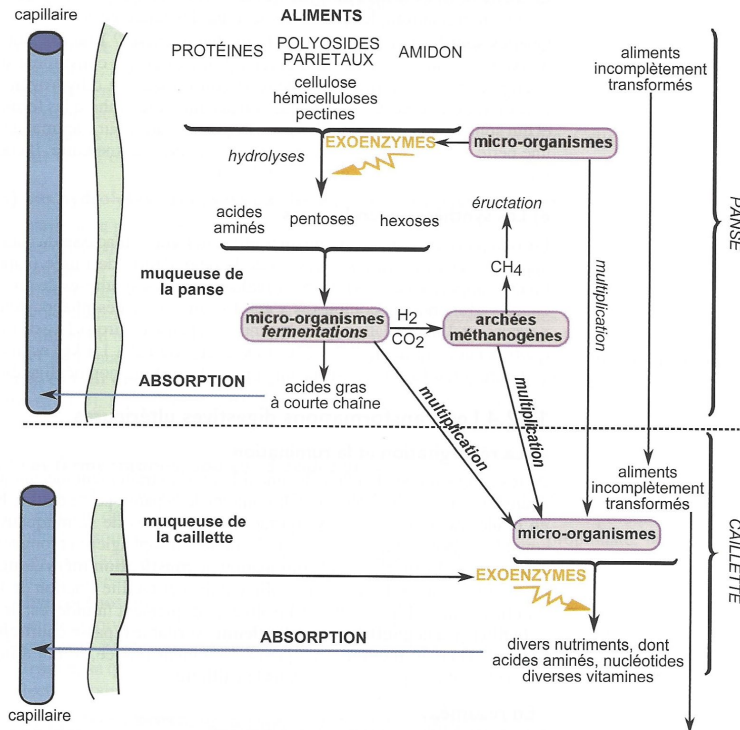 capillaire
ALIMENTS
PROTÉINES
POLYOSIDES
PARIETAUX
AMIDON
cellulose
hémicelluloses
pectines
aliments
incomplètement
transformés
EXOENZYMES
micro-organismes
hydrolyses
acides
aminés
pentoses
hexoses
éructation
PANSE
muqueuse de
la panse
CH4
multiplication
micro-organismes
fermentations
H2
CO2
archées
méthanogènes
ABSORPTION
acides gras
à courte chaîne
multiplication
multiplication
aliments
incomplètement
transformés
muqueuse de
la caillette
micro-organismes
CAILLETTE
EXOENZYMES
ABSORPTION
divers nutriments, dont
acides aminés, nucléotides
diverses vitamines
capillaire